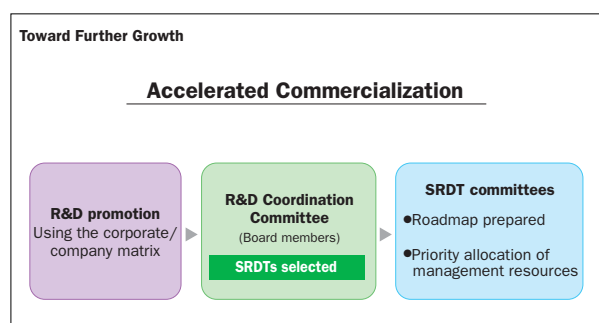 Toward Further Growth
Accelerated Commercialization
R&D promotion
Using the corporate/
company matrix
R&D Coordination
Committee
(Board members)
SRDTs selected
SRDT committees
●Roadmap prepared
●Priority allocation of
management resources